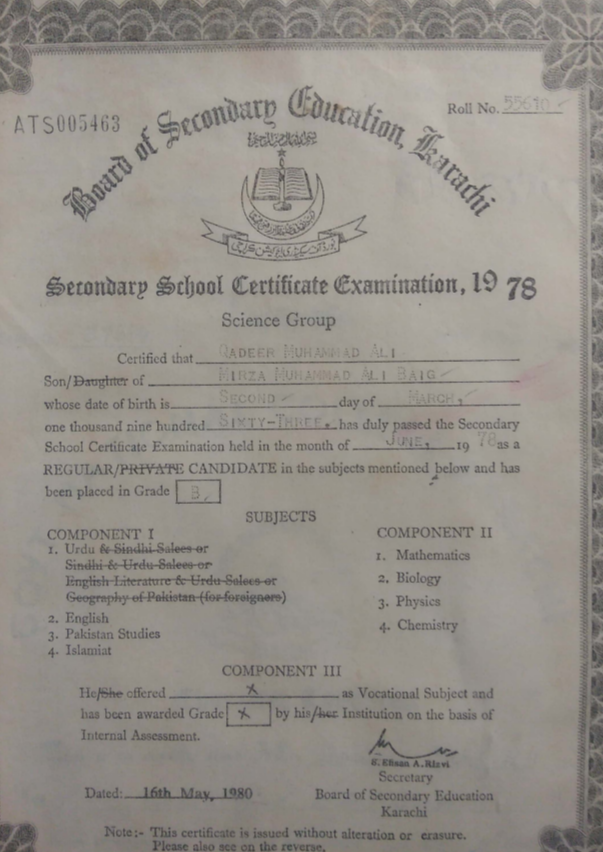 ATS005463
Roll No. 55610
Board of Secondary Education, Karachi
Secondary School Certificate Examination, 19 78
Science Group
Certified that QADEER MUHAMMAD ALI
Son/Daughter of MIRZA MUHAMMAD ALI BAIG
whose date of birth is SECOND day of MARCH,
one thousand nine hundred SIXTY-THREE. has duly passed the Secondary
School Certificate Examination held in the month of JUNE, 19 78 as a
REGULAR/PRIVATE CANDIDATE in the subjects mentioned below and has
been placed in Grade B,
SUBJECTS
COMPONENT I
1. Urdu & Sindhi Salees or
Sindhi & Urdu Salees or
English Literature & Urdu-Salees or
Geography of Pakistan (for foreigners)
2. English
3. Pakistan Studies
4. Islamiat
COMPONENT II
1. Mathematics
2. Biology
3. Physics
4. Chemistry
COMPONENT III
He/She offered X as Vocational Subject and
has been awarded Grade X by his/her Institution on the basis of
Internal Assessment.
S. Ehsan A. Rizvi
Secretary
Dated: 16th May, 1980
Board of Secondary Education
Karachi
Note:- This certificate is issued without alteration or erasure.
Please also see on the reverse.